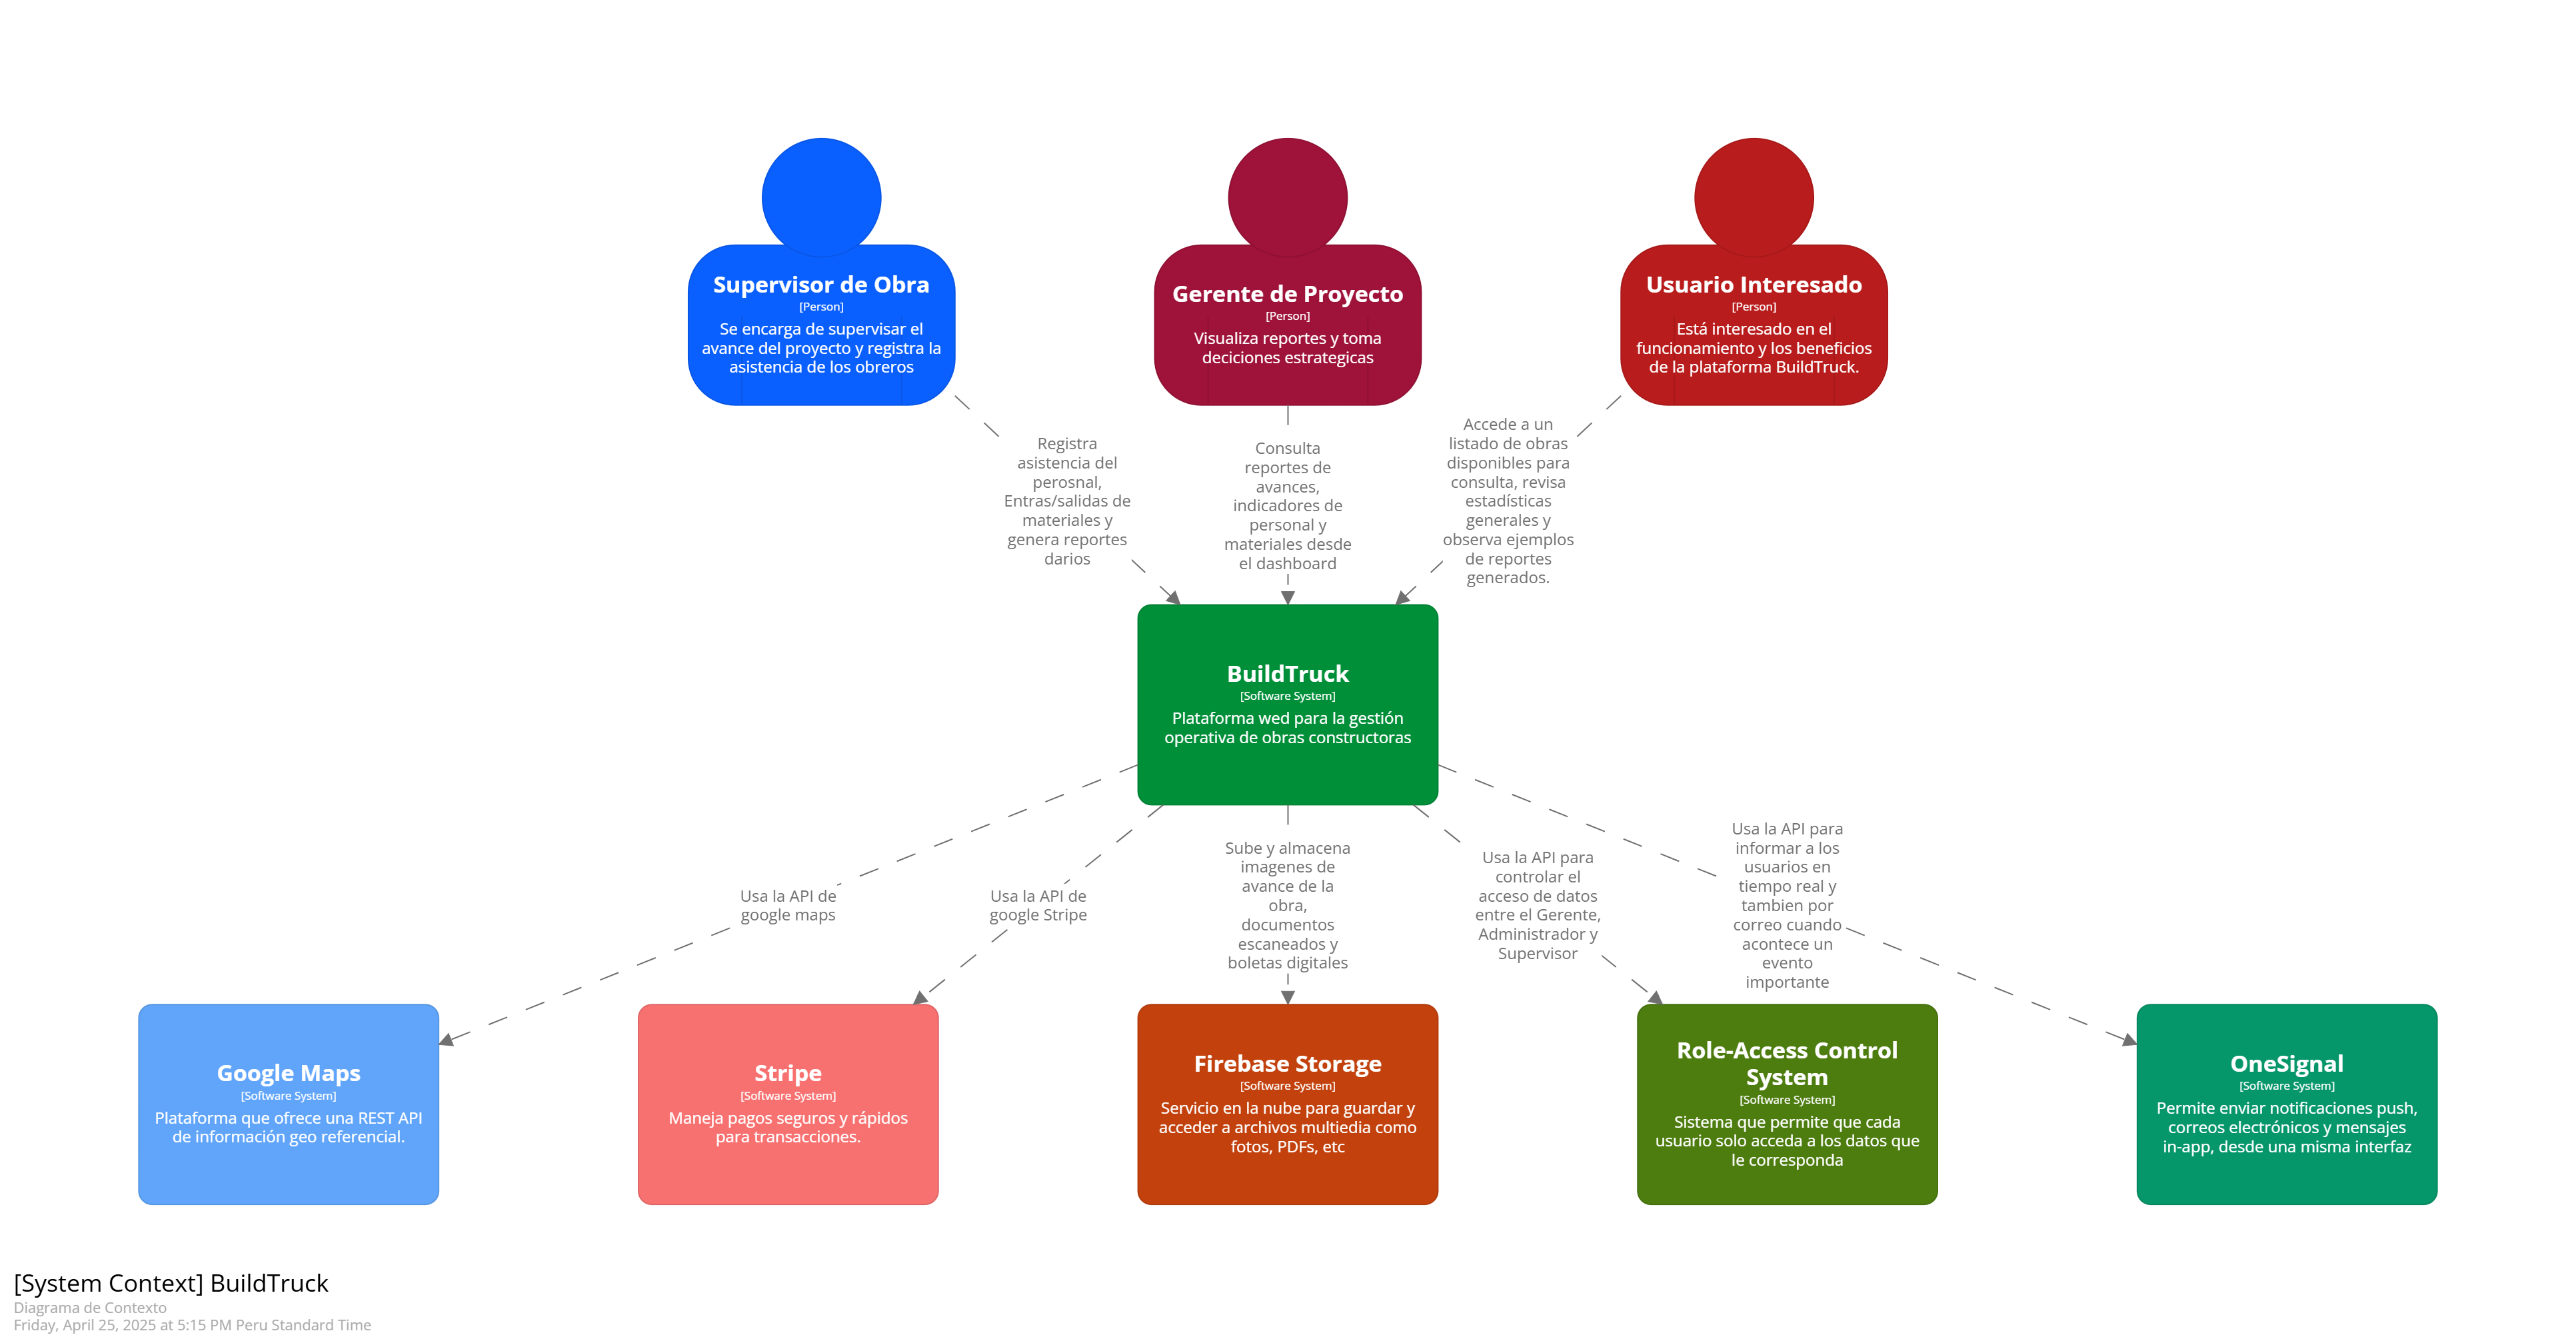 Supervisor de Obra
[Person]
Se encarga de supervisar el
avance del proyecto y registra la
asistencia de los obreros
Gerente de Proyecto
[Person]
Visualiza reportes y toma
deciciones estrategicas
Usuario Interesado
[Person]
Está interesado en el
funcionamiento y los beneficios
de la plataforma BuildTruck.
Registra
asistencia del
perosnal,
Entras/salidas de
materiales y
genera reportes
darios
Consulta
reportes de
avances,
indicadores de
personal y
materiales desde
el dashboard
Accede a un
listado de obras
disponibles para
consulta, revisa
estadísticas
generales y
observa ejemplos
de reportes
generados.
BuildTruck
[Software System]
Plataforma wed para la gestión
operativa de obras constructoras
Usa la API de
google maps
Usa la API de
google Stripe
Sube y almacena
imagenes de
avance de la
obra,
documentos
escaneados y
boletas digitales
Usa la API para
controlar el
acceso de datos
entre el Gerente,
Administrador y
Supervisor
Usa la API para
informar a los
usuarios en
tiempo real y
tambien por
correo cuando
acontece un
evento
importante
Google Maps
[Software System]
Plataforma que ofrece una REST API
de información geo referencial.
Stripe
[Software System]
Maneja pagos seguros y rápidos
para transacciones.
Firebase Storage
[Software System]
Servicio en la nube para guardar y
acceder a archivos multiedia como
fotos, PDFs, etc
Role-Access Control
System
[Software System]
Sistema que permite que cada
usuario solo acceda a los datos que
le corresponda
OneSignal
[Software System]
Permite enviar notificaciones push,
correos electrónicos y mensajes
in-app, desde una misma interfaz
[System Context] BuildTruck
Diagrama de Contexto
Friday, April 25, 2025 at 5:15 PM Peru Standard Time